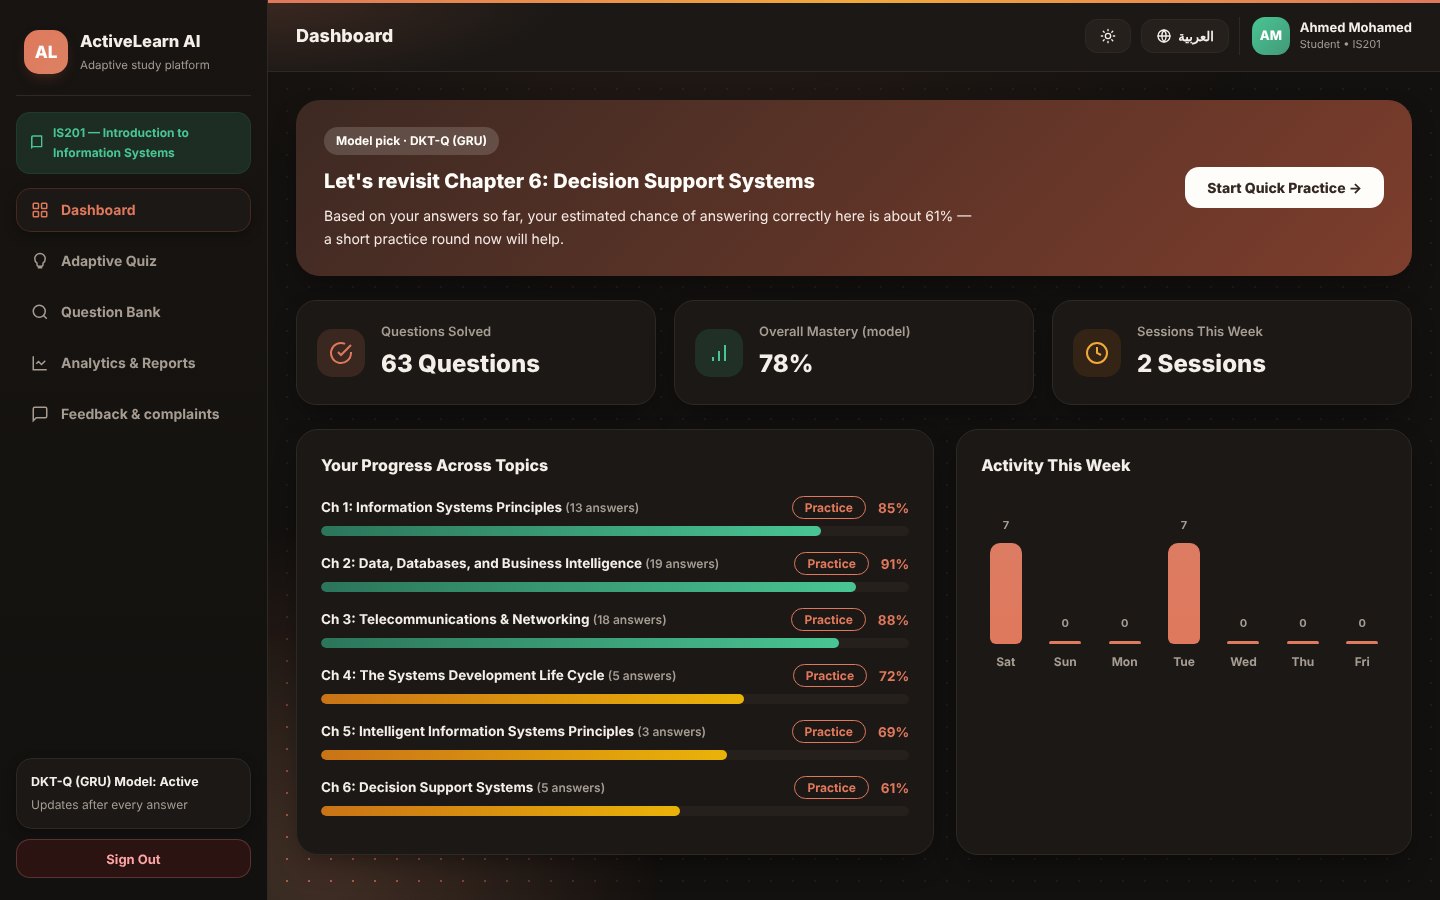 AL
ActiveLearn AI
Adaptive study platform
IS201 — Introduction to
Information Systems
Dashboard
Adaptive Quiz
Question Bank
Analytics & Reports
Feedback & complaints
DKT-Q (GRU) Model: Active
Updates after every answer
Sign Out
Dashboard
العربية
AM
Ahmed Mohamed
Student • IS201
Model pick · DKT-Q (GRU)
Let's revisit Chapter 6: Decision Support Systems
Based on your answers so far, your estimated chance of answering correctly here is about 61% —
a short practice round now will help.
Start Quick Practice →
Questions Solved
63 Questions
Overall Mastery (model)
78%
Sessions This Week
2 Sessions
Your Progress Across Topics
Ch 1: Information Systems Principles (13 answers) Practice 85%
Ch 2: Data, Databases, and Business Intelligence (19 answers) Practice 91%
Ch 3: Telecommunications & Networking (18 answers) Practice 88%
Ch 4: The Systems Development Life Cycle (5 answers) Practice 72%
Ch 5: Intelligent Information Systems Principles (3 answers) Practice 69%
Ch 6: Decision Support Systems (5 answers) Practice 61%
Activity This Week
7 0 0 7 0 0 0
Sat Sun Mon Tue Wed Thu Fri